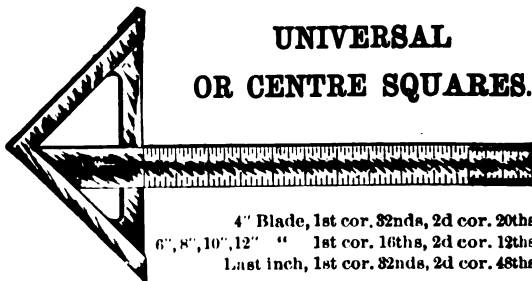 UNIVERSAL
OR CENTRE SQUARES.
4" Blade, 1st cor. 32nds, 2d cor. 20ths
6", 8", 10", 12" " 1st cor. 16ths, 2d cor. 12ths
Last inch, 1st cor. 32nds, 2d cor. 48ths